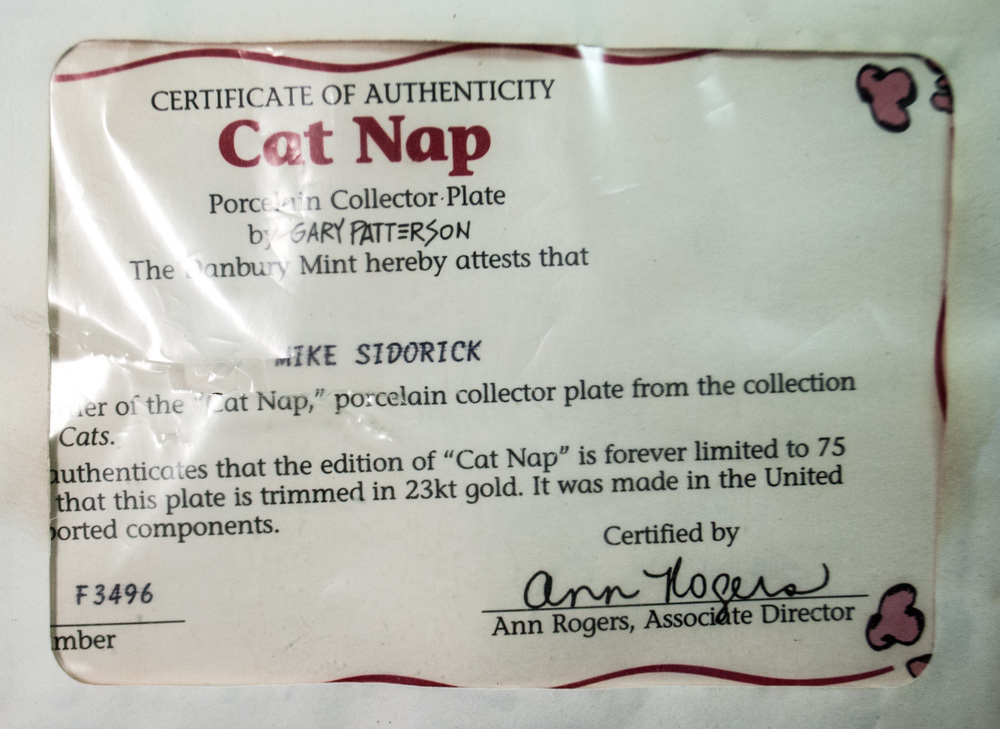 CERTIFICATE OF AUTHENTICITY
Cat Nap
Porcelain Collector Plate
by GARY PATTERSON
The Danbury Mint hereby attests that
MIKE SIDORICK
ner of the "Cat Nap," porcelain collector plate from the collection
Cats.
authenticates that the edition of "Cat Nap" is forever limited to 75
that this plate is trimmed in 23kt gold. It was made in the United
orted components.
Certified by
F3496
Ann Rogers
mber
Ann Rogers, Associate Director